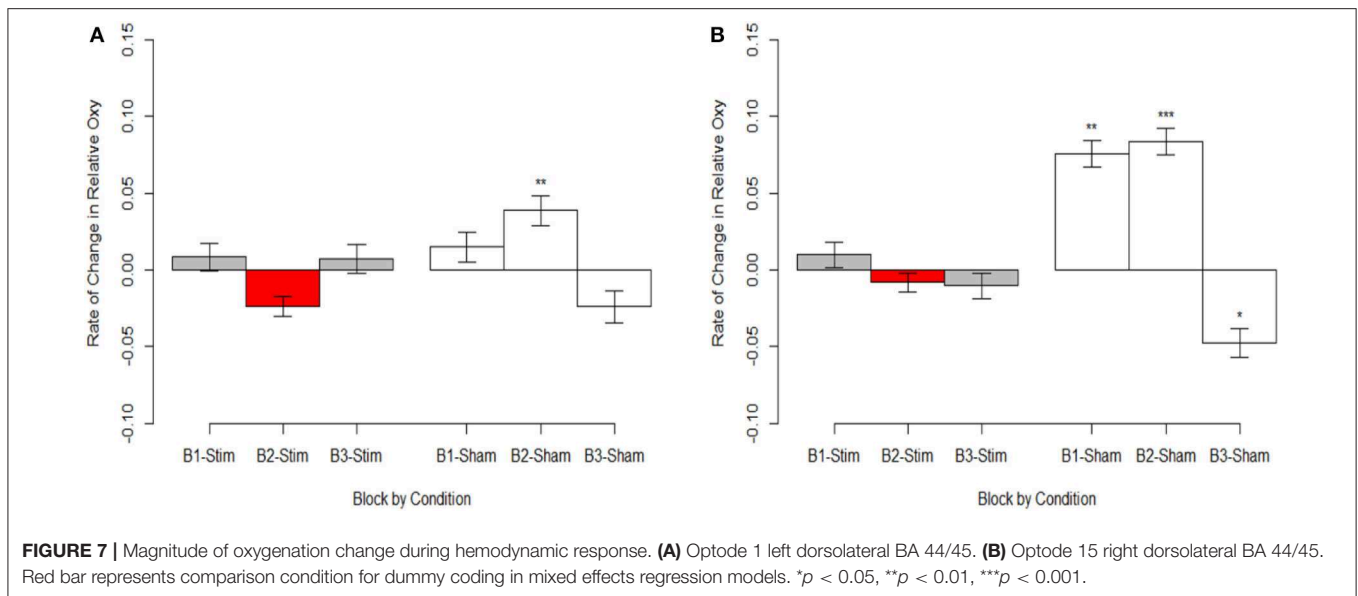 A
Rate of Change in Relative Oxy
0.15
0.10
0.05
0.00
-0.05
-0.10
**
B1-Stim B2-Stim B3-Stim B1-Sham B2-Sham B3-Sham
Block by Condition
B
Rate of Change in Relative Oxy
0.15
0.10
0.05
0.00
-0.05
-0.10
** ***
*
B1-Stim B2-Stim B3-Stim B1-Sham B2-Sham B3-Sham
Block by Condition
FIGURE 7 | Magnitude of oxygenation change during hemodynamic response. (A) Optode 1 left dorsolateral BA 44/45. (B) Optode 15 right dorsolateral BA 44/45.
Red bar represents comparison condition for dummy coding in mixed effects regression models. *p < 0.05, **p < 0.01, ***p < 0.001.